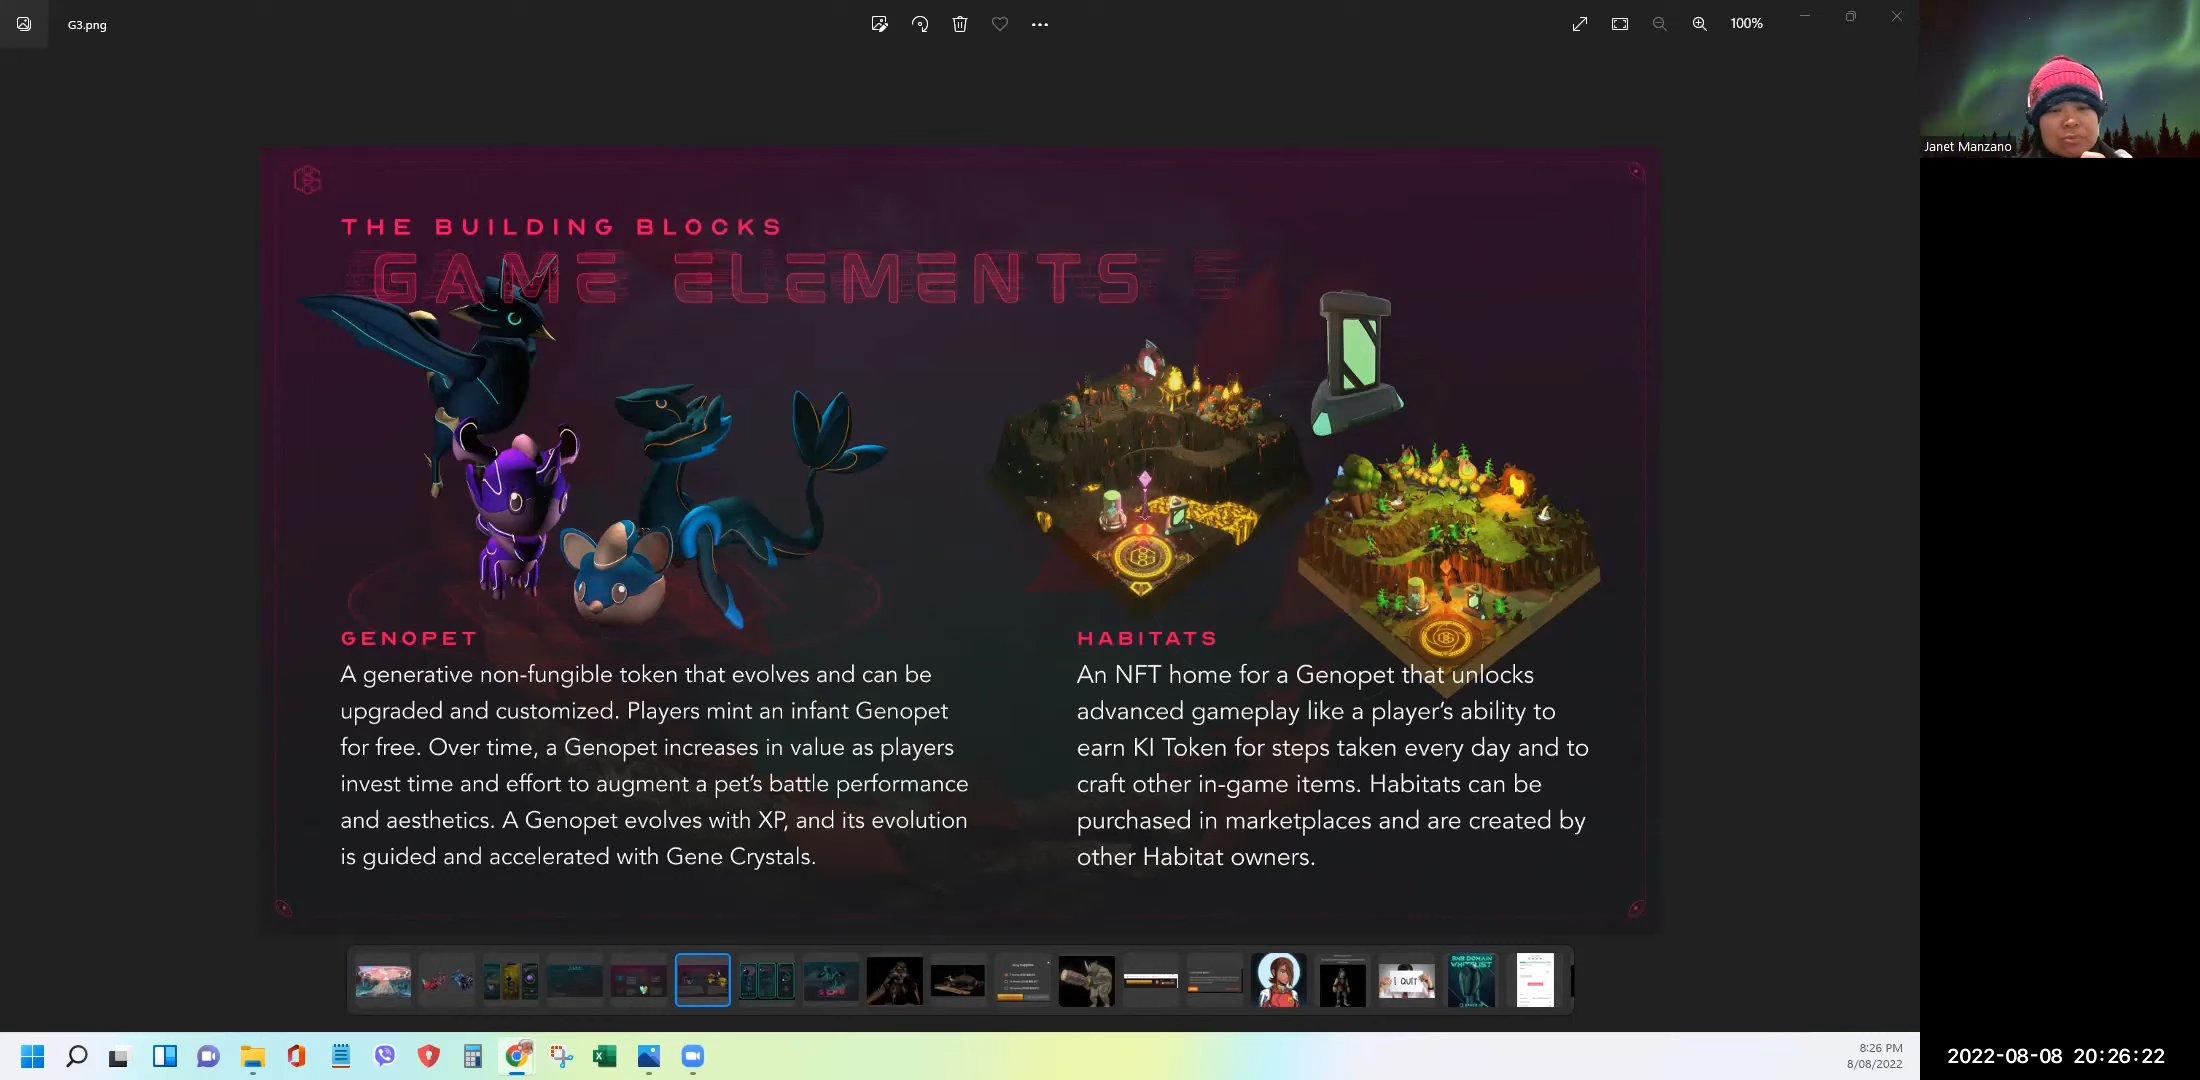 G3.png
100%
Janet Manzano
THE BUILDING BLOCKS
GAME ELEMENTS
GENOPET
A generative non-fungible token that evolves and can be
upgraded and customized. Players mint an infant Genopet
for free. Over time, a Genopet increases in value as players
invest time and effort to augment a pet's battle performance
and aesthetics. A Genopet evolves with XP, and its evolution
is guided and accelerated with Gene Crystals.
HABITATS
An NFT home for a Genopet that unlocks
advanced gameplay like a player's ability to
earn KI Token for steps taken every day and to
craft other in-game items. Habitats can be
purchased in marketplaces and are created by
other Habitat owners.
I QUIT
BNB DOMAIN
WHITELIST
8:26 PM
8/08/2022
2022-08-08 20:26:22